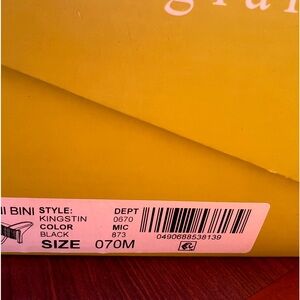 BINI STYLE: DEPT
KINGSTIN 0670
COLOR MIC
BLACK 873
0490688538139
SIZE 070M